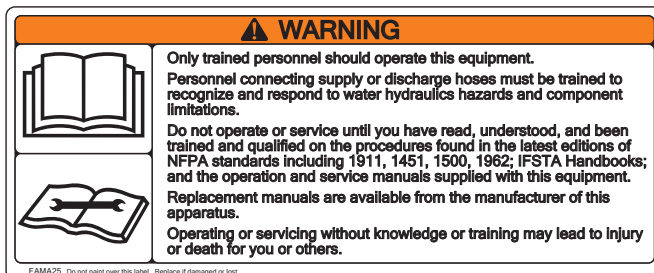 WARNING
Only trained personnel should operate this equipment.
Personnel connecting supply or discharge hoses must be trained to
recognize and respond to water hydraulics hazards and component
limitations.
Do not operate or service until you have read, understood, and been
trained and qualified on the procedures found in the latest editions of
NFPA standards including 1911, 1451, 1500, 1962; IFSTA Handbooks;
and the operation and service manuals supplied with this equipment.
Replacement manuals are available from the manufacturer of this
apparatus.
Operating or servicing without knowledge or training may lead to injury
or death for you or others.
FAMA25 Do not paint over this label. Replace if damaged or lost.